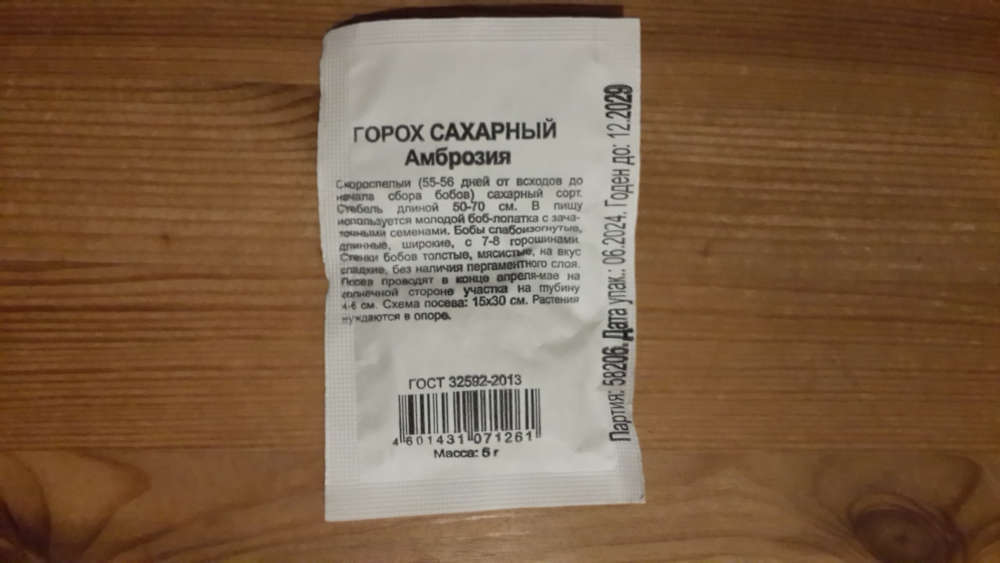 ГОРОХ САХАРНЫЙ
Амброзия
Скороспелый (55-56 дней от всходов до
начала сбора бобов) сахарный сорт.
Стебель длиной 50-70 см. В пищу
используется молодой боб-лопатка с зача-
точными семенами. Бобы слабоизогнутые,
длинные, широкие, с 7-8 горошинами.
Стенки бобов толстые, мясистые, на вкус
сладкие, без наличия пергаментного слоя.
Посев проводят в конце апреля-мае на
солнечной стороне участка на глубину
4-6 см. Схема посева: 15х30 см. Растения
нуждаются в опоре.
ГОСТ 32592-2013
4 601431 071261
Масса: 5 г
Партия: 58206. Дата упак.: 06.2024. Годен до: 12.2029